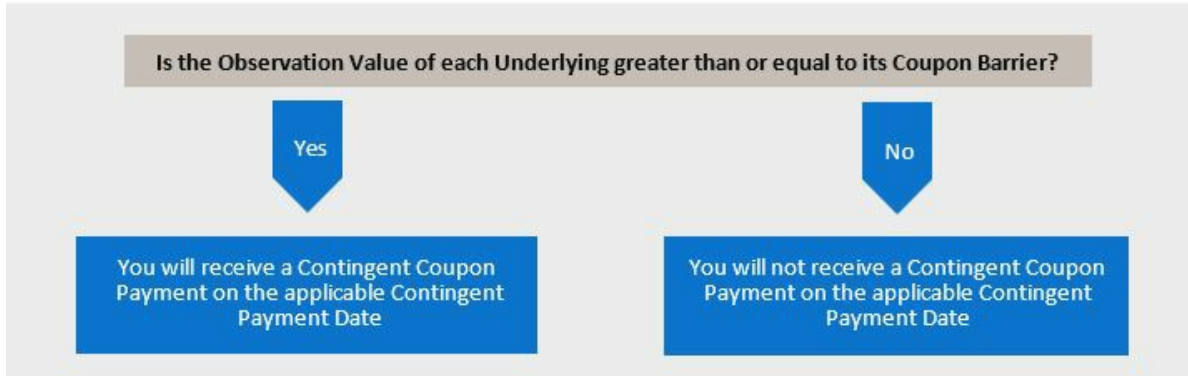 Is the Observation Value of each Underlying greater than or equal to its Coupon Barrier?
Yes
No
You will receive a Contingent Coupon
Payment on the applicable Contingent
Payment Date
You will not receive a Contingent Coupon
Payment on the applicable Contingent
Payment Date